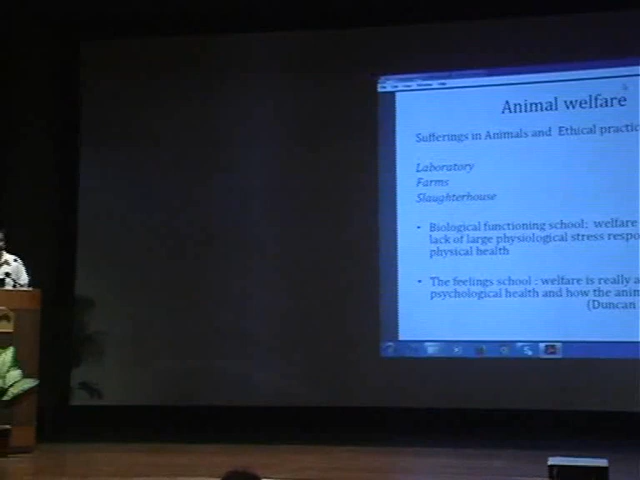 Animal welfare
Sufferings in Animals and Ethical practic
Laboratory
Farms
Slaughterhouse
• Biological functioning school: welfare
lack of large physiological stress respo
physical health
• The feelings school : welfare is really a
psychological health and how the anim
(Duncan